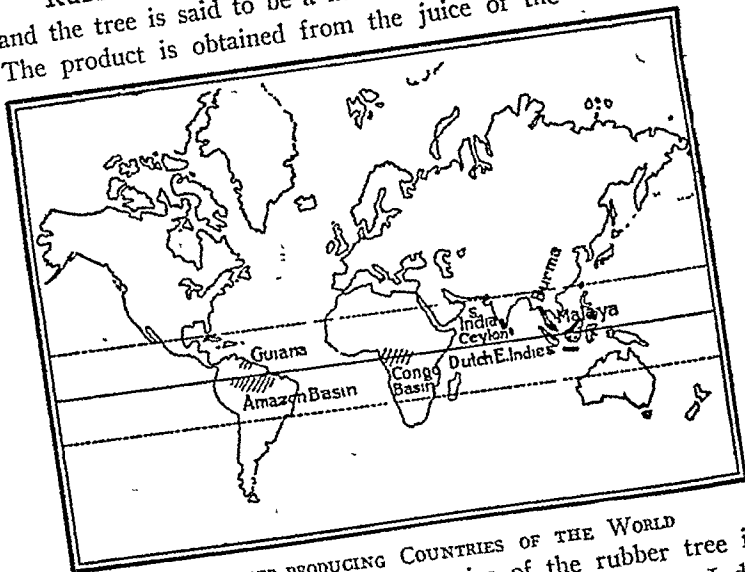 and the tree is said to be a
The product is obtained from the juice of the
Burma
S.
India
Malaya
Ceylon
Guiana
Dutch E. Indies
Congo
Basin
Amazon Basin
PRODUCING COUNTRIES OF THE WORLD
of the rubber tree